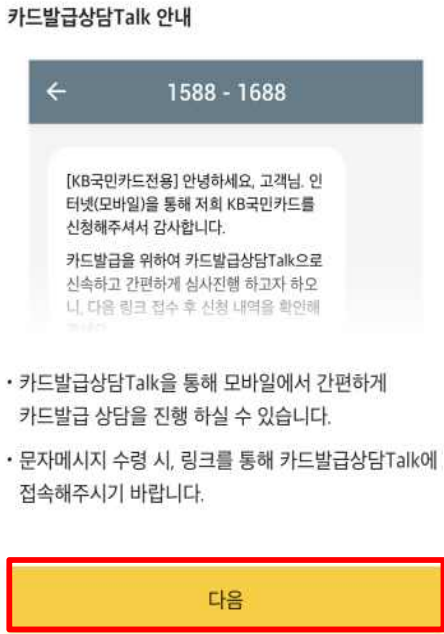 카드발급상담Talk 안내
1588 - 1688
[KB국민카드전용] 안녕하세요, 고객님. 인
터넷(모바일)을 통해 저희 KB국민카드를
신청해주셔서 감사합니다.
카드발급을 위하여 카드발급상담Talk으로
신속하고 간편하게 심사진행 하고자 하오
니, 다음 링크 접수 후 신청 내역을 확인해
• 카드발급상담Talk을 통해 모바일에서 간편하게
카드발급 상담을 진행 하실 수 있습니다.
• 문자메시지 수령 시, 링크를 통해 카드발급상담Talk에
접속해주시기 바랍니다.
다음